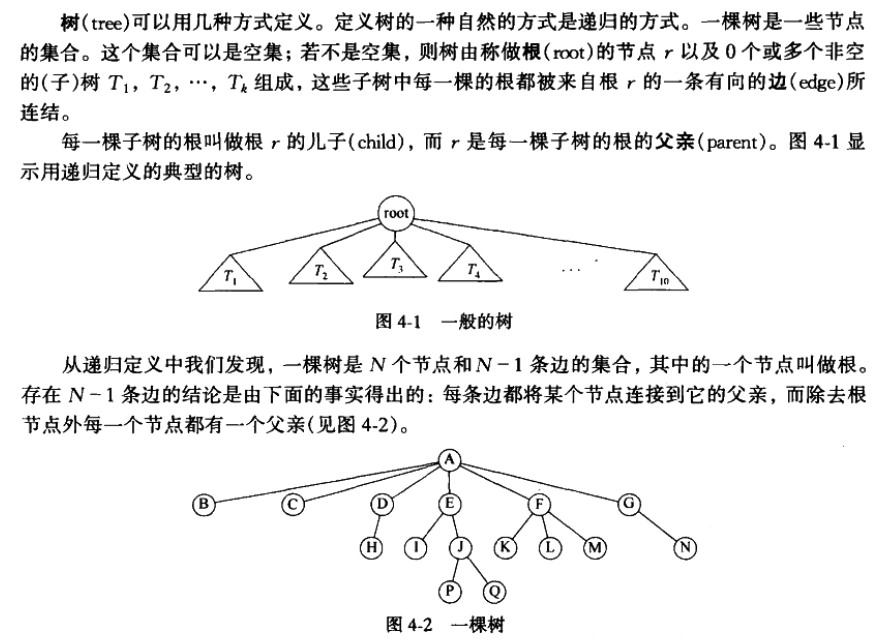 树(tree)可以用几种方式定义。定义树的一种自然的方式是递归的方式。一棵树是一些节点
的集合。这个集合可以是空集；若不是空集，则树由称做根(root)的节点 r 以及 0 个或多个非空
的(子)树 T₁，T₂，…，Tₖ 组成，这些子树中每一棵的根都被来自根 r 的一条有向的边(edge)所
连结。
每一棵子树的根叫做根 r 的儿子(child)，而 r 是每一棵子树的根的父亲(parent)。图 4-1 显
示用递归定义的典型的树。
root
T₁ T₂ T₃ T₄ … T₁₀
图 4-1 一般的树
从递归定义中我们发现，一棵树是 N 个节点和 N-1 条边的集合，其中的一个节点叫做根。
存在 N-1 条边的结论是由下面的事实得出的：每条边都将某个节点连接到它的父亲，而除去根
节点外每一个节点都有一个父亲(见图 4-2)。
A
B C D E F G
H I J K L M N
P Q
图 4-2 一棵树